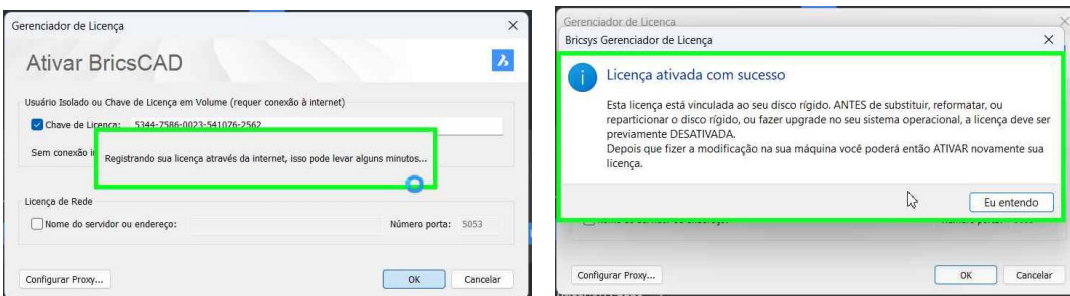 Gerenciador de Licença
Ativar BricsCAD
Usuário Isolado ou Chave de Licença em Volume (requer conexão à internet)
Chave de Licença: 5344-7586-0023-541076-2562
Sem conexão
Registrando sua licença através da internet, isso pode levar alguns minutos...
Licença de Rede
Nome do servidor ou endereço:
Número porta: 5053
Configurar Proxy...
OK
Cancelar
Gerenciador de Licença
Bricsys Gerenciador de Licença
Licença ativada com sucesso
Esta licença está vinculada ao seu disco rígido. ANTES de substituir, reformatar, ou
reparticionar o disco rígido, ou fazer upgrade no seu sistema operacional, a licença deve ser
previamente DESATIVADA.
Depois que fizer a modificação na sua máquina você poderá então ATIVAR novamente sua
licença.
Eu entendo
Configurar Proxy...
OK
Cancelar